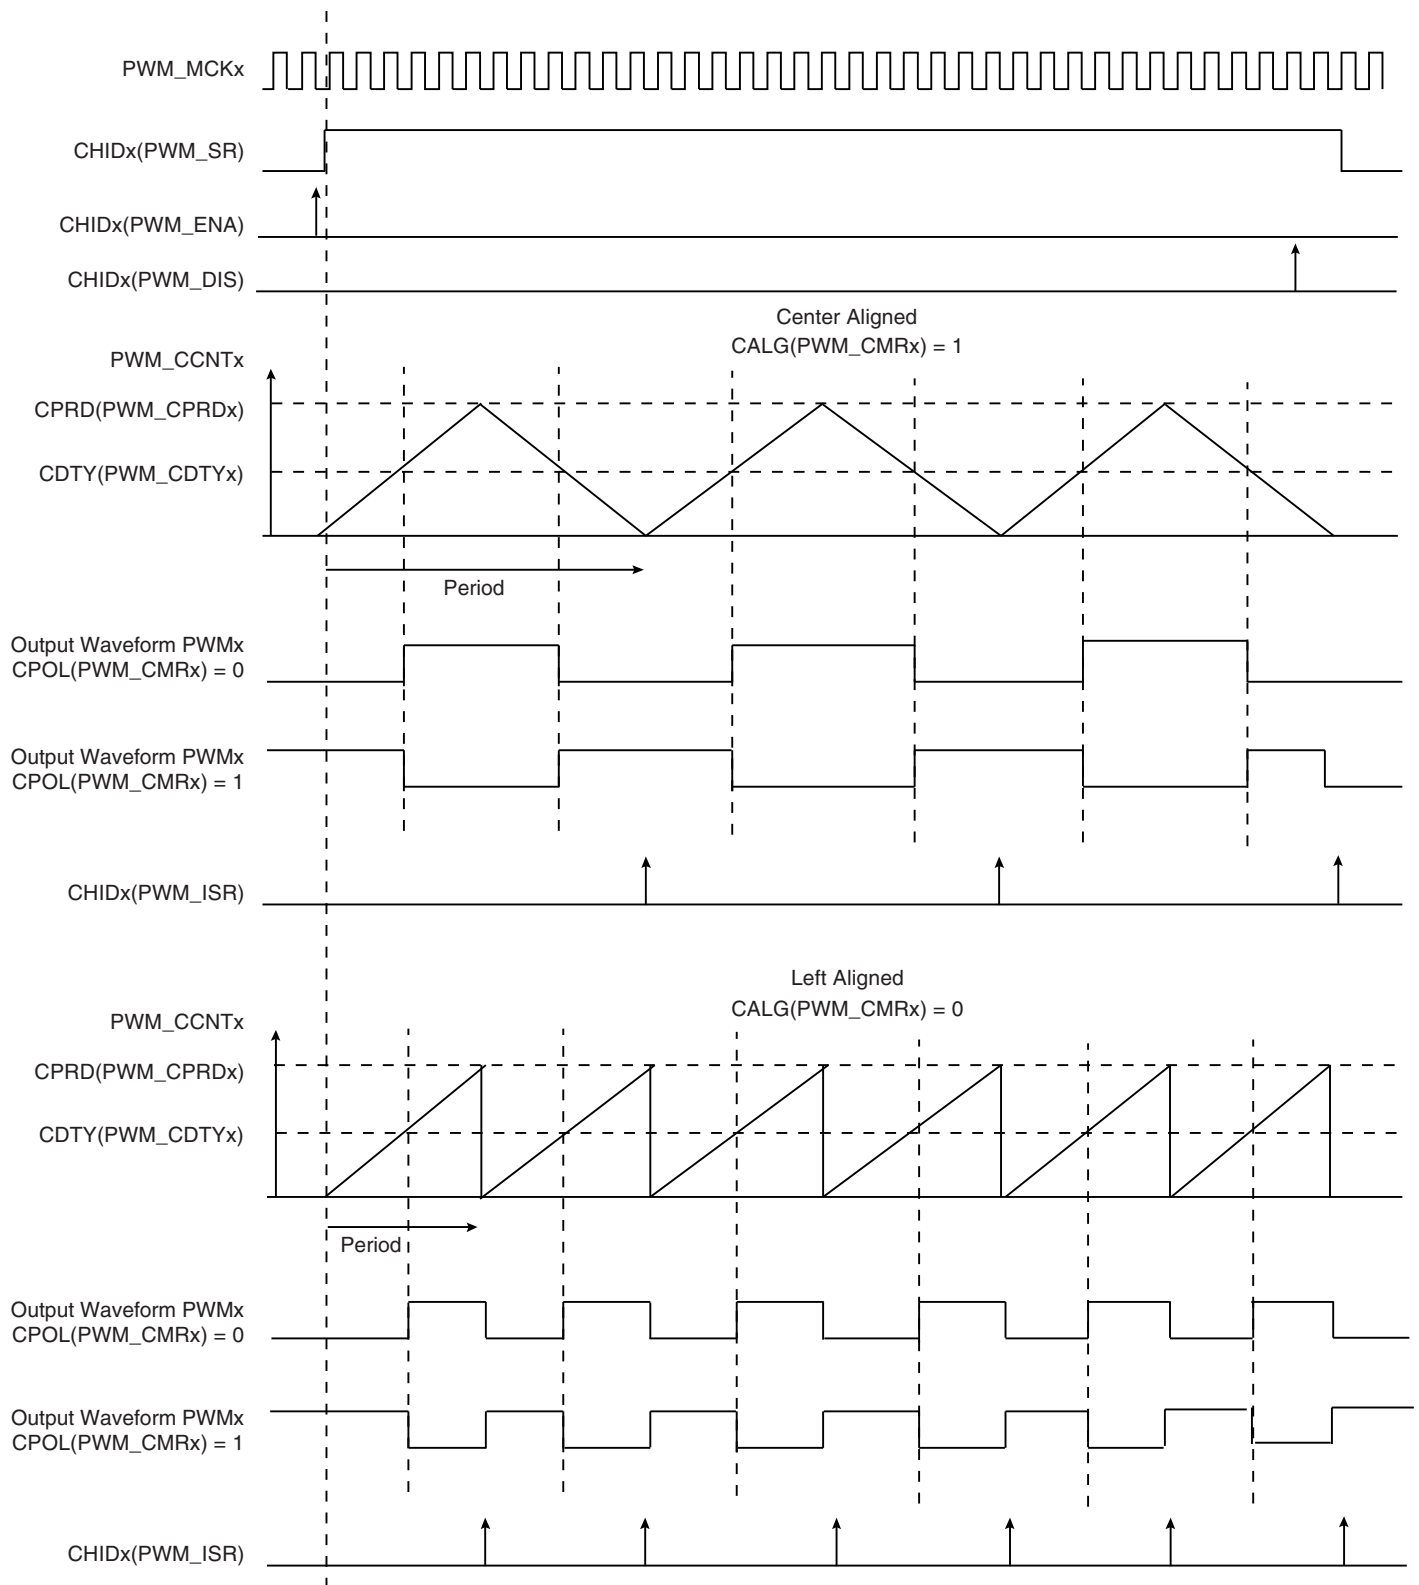 PWM_MCKx
CHIDx(PWM_SR)
CHIDx(PWM_ENA)
CHIDx(PWM_DIS)
Center Aligned
CALG(PWM_CMRx) = 1
PWM_CCNTx
CPRD(PWM_CPRDx)
CDTY(PWM_CDTYx)
Period
Output Waveform PWMx
CPOL(PWM_CMRx) = 0
Output Waveform PWMx
CPOL(PWM_CMRx) = 1
CHIDx(PWM_ISR)
Left Aligned
CALG(PWM_CMRx) = 0
PWM_CCNTx
CPRD(PWM_CPRDx)
CDTY(PWM_CDTYx)
Period
Output Waveform PWMx
CPOL(PWM_CMRx) = 0
Output Waveform PWMx
CPOL(PWM_CMRx) = 1
CHIDx(PWM_ISR)